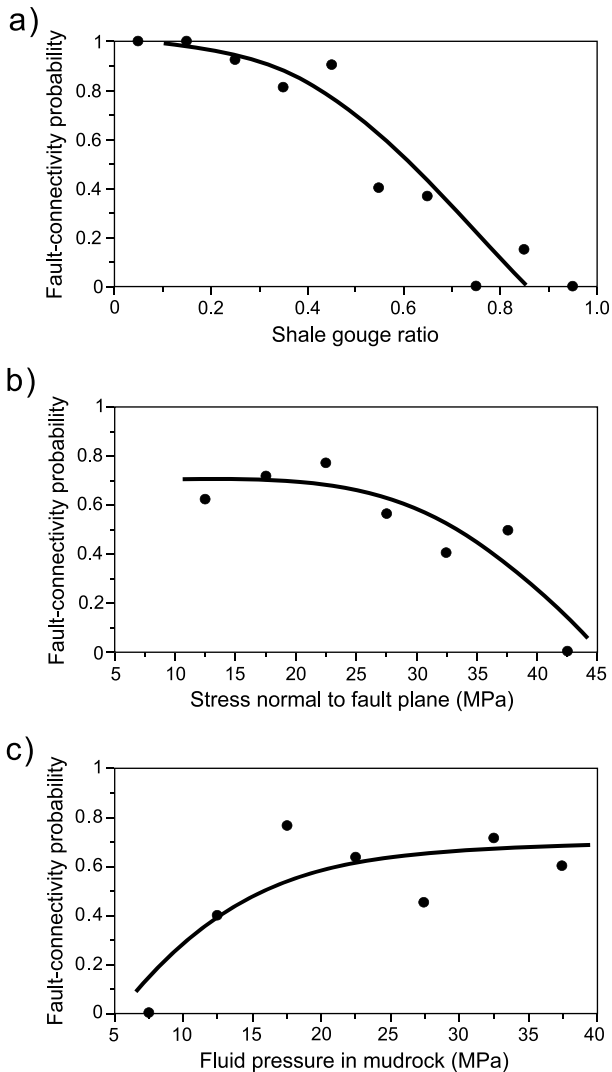 a)
Fault-connectivity probability
1
0.8
0.6
0.4
0.2
0
0 0.2 0.4 0.6 0.8 1.0
Shale gouge ratio
b)
Fault-connectivity probability
1
0.8
0.6
0.4
0.2
0
5 10 15 20 25 30 35 40 45
Stress normal to fault plane (MPa)
c)
Fault-connectivity probability
1
0.8
0.6
0.4
0.2
0
5 10 15 20 25 30 35 40
Fluid pressure in mudrock (MPa)